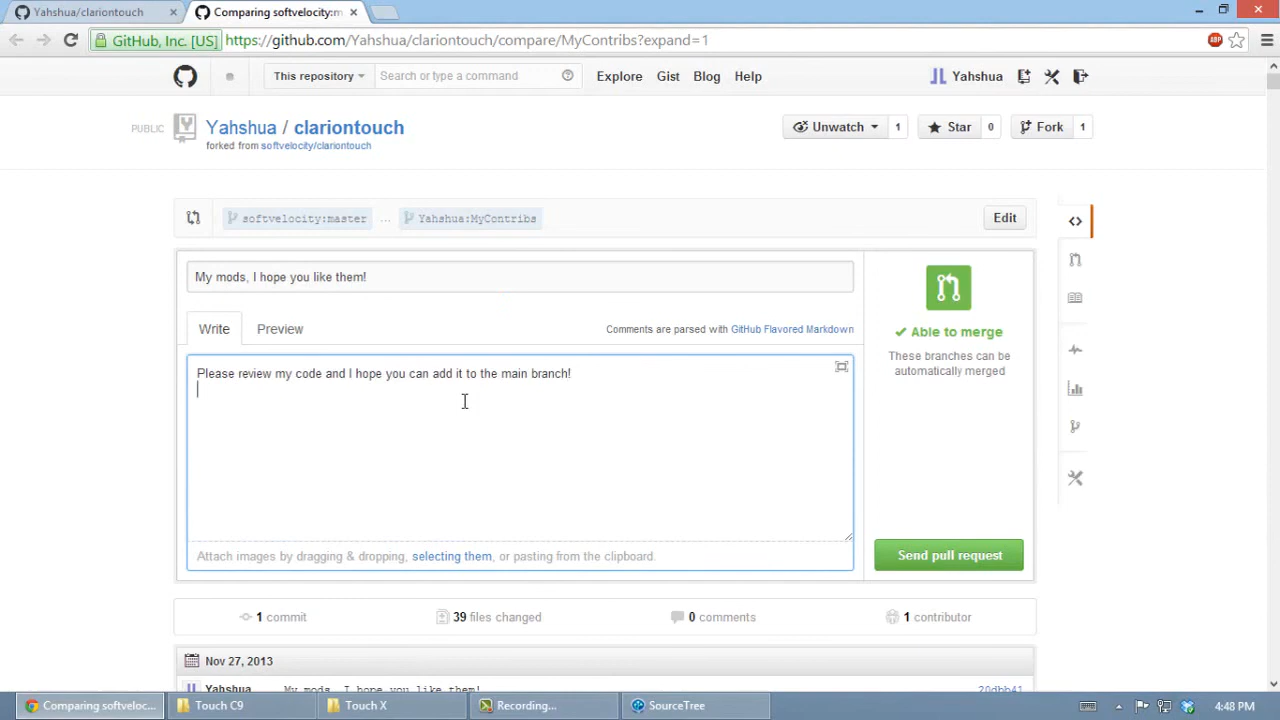 Yahshua/clariontouch
Comparing softvelocity:m
GitHub, Inc. [US]
https://github.com/Yahshua/clariontouch/compare/MyContribs?expand=1
ABP
This repository
Search or type a command
Explore
Gist
Blog
Help
Yahshua
PUBLIC
Yahshua / clariontouch
forked from softvelocity/clariontouch
Unwatch
1
Star
0
Fork
1
softvelocity:master
...
Yahshua:MyContribs
Edit
My mods, I hope you like them!
Write
Preview
Comments are parsed with GitHub Flavored Markdown
Please review my code and I hope you can add it to the main branch!
Attach images by dragging & dropping, selecting them, or pasting from the clipboard.
Able to merge
These branches can be
automatically merged
Send pull request
1 commit
39 files changed
0 comments
1 contributor
Nov 27, 2013
Yahshua
My mods, I hope you like them!
20dbb41
Comparing softveloc...
Touch C9
Touch X
Recording...
SourceTree
4:48 PM